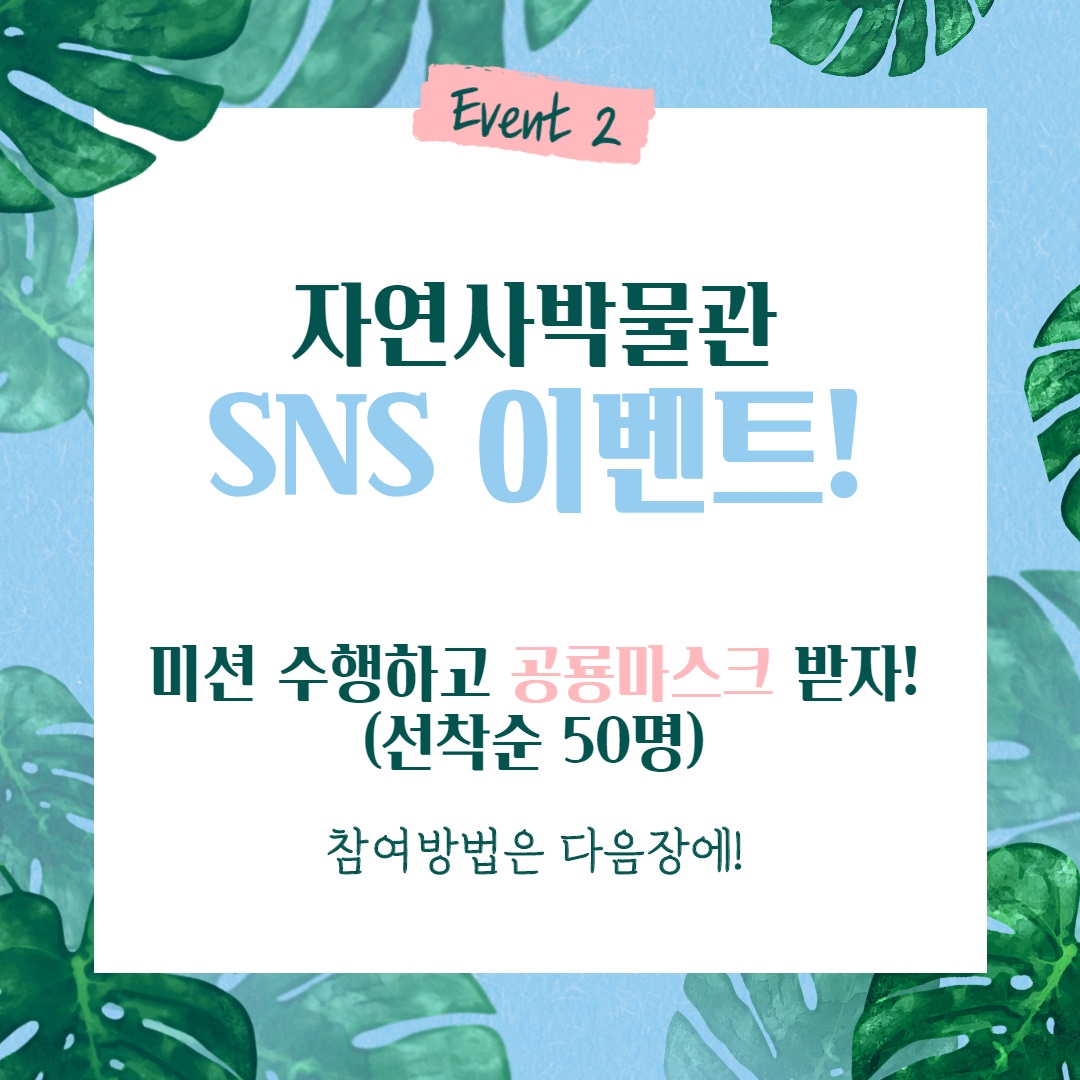 Event 2
자연사박물관
SNS 이벤트!
미션 수행하고 공룡마스크 받자!
(선착순 50명)
참여방법은 다음장에!